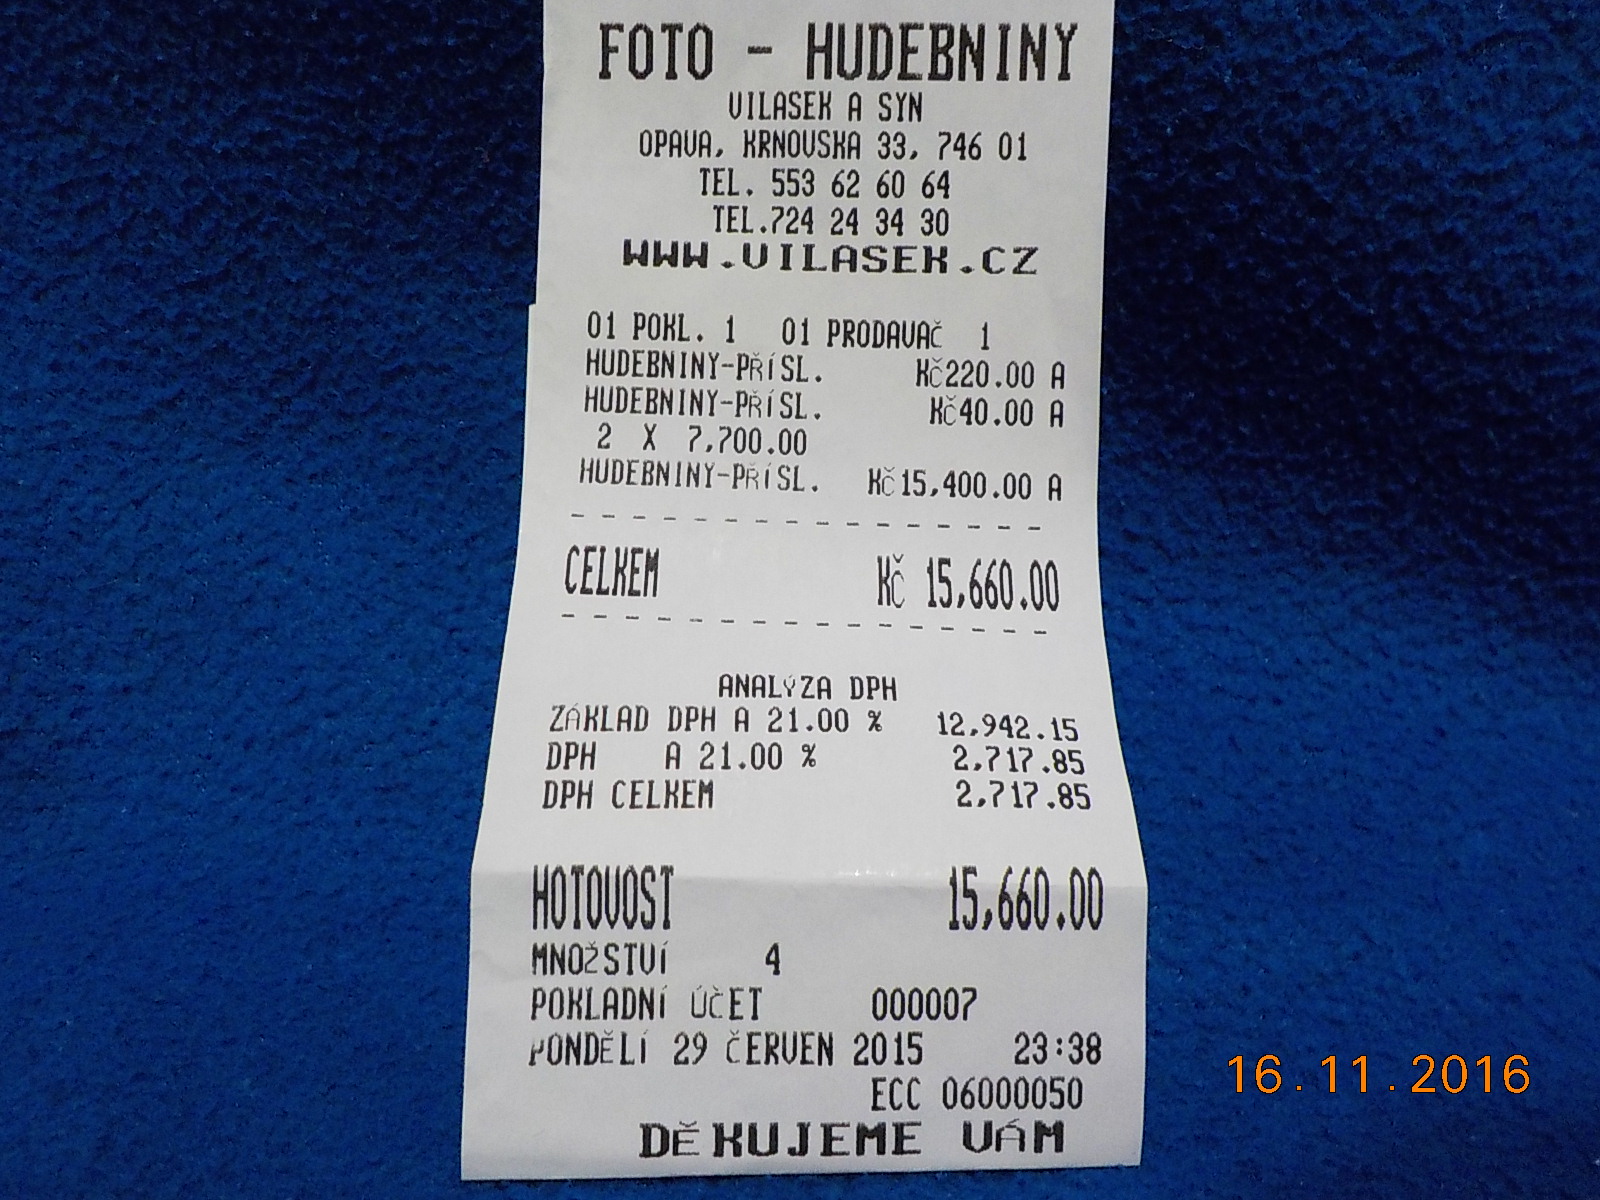 FOTO - HUDEBNINY
VILASEK A SYN
OPAVA, KRNOVSKA 33, 746 01
TEL. 553 62 60 64
TEL.724 24 34 30
WWW.VILASEK.CZ
01 POKL. 1 01 PRODAVAČ 1
HUDEBNINY-PŘÍSL. Kč220.00 A
HUDEBNINY-PŘÍSL. Kč40.00 A
2 X 7,700.00
HUDEBNINY-PŘÍSL. Kč15,400.00 A
- - - - - - - - - - - - - - - - -
CELKEM Kč 15,660.00
- - - - - - - - - - - - - - - - -
ANALÝZA DPH
ZÁKLAD DPH A 21.00 % 12,942.15
DPH A 21.00 % 2,717.85
DPH CELKEM 2,717.85
HOTOVOST 15,660.00
MNOŽSTVÍ 4
POKLADNÍ ÚČET 000007
PONDĚLÍ 29 ČERVEN 2015 23:38
ECC 06000050
DĚKUJEME VÁM
16.11.2016